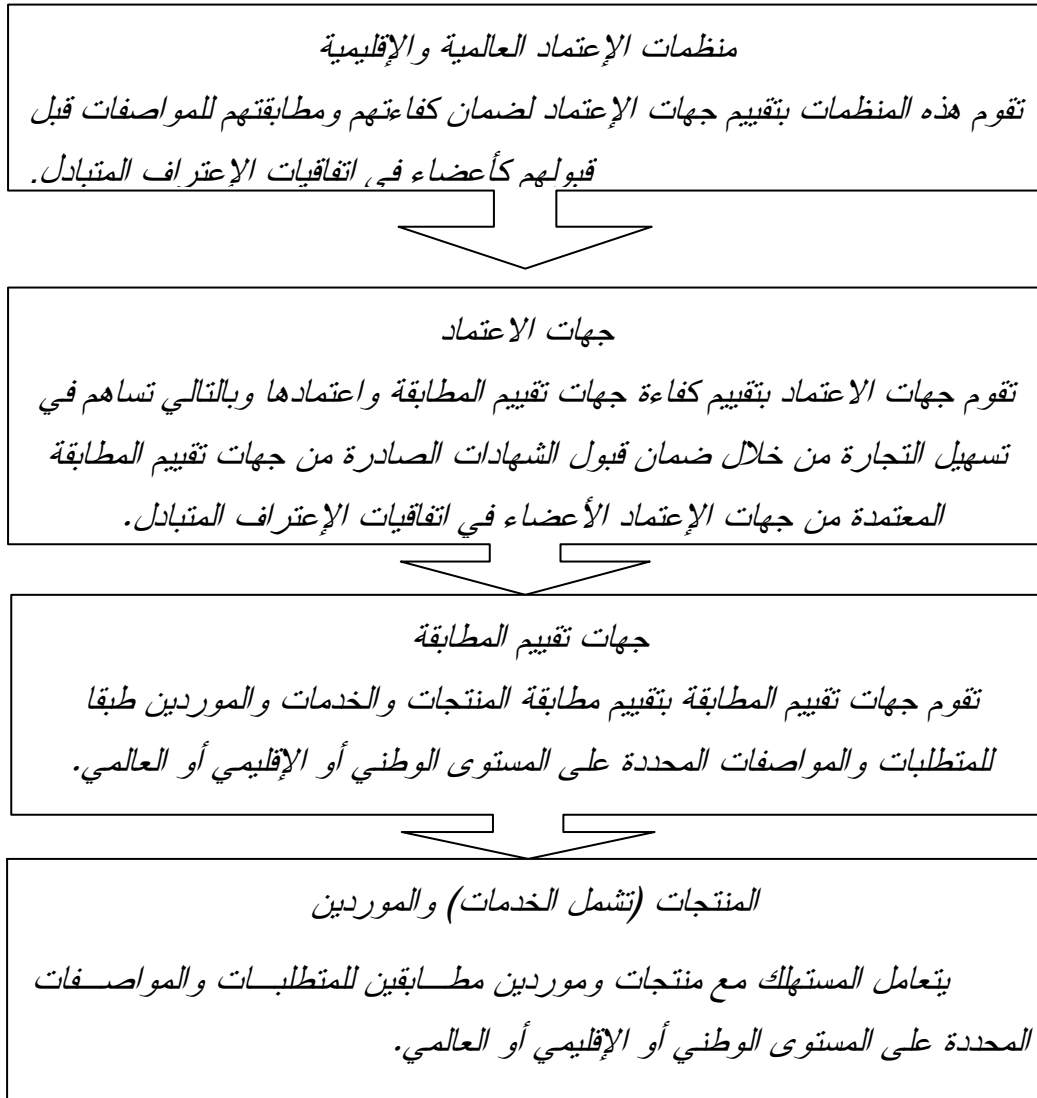 منظمات الإعتماد العالمية والإقليمية
تقوم هذه المنظمات بتقييم جهات الإعتماد لضمان كفاءتهم ومطابقتهم للمواصفات قبل
قبولهم كأعضاء في اتفاقيات الإعتراف المتبادل.
جهات الاعتماد
تقوم جهات الاعتماد بتقييم كفاءة جهات تقييم المطابقة واعتمادها وبالتالي تساهم في
تسهيل التجارة من خلال ضمان قبول الشهادات الصادرة من جهات تقييم المطابقة
المعتمدة من جهات الإعتماد الأعضاء في اتفاقيات الإعتراف المتبادل.
جهات تقييم المطابقة
تقوم جهات تقييم المطابقة بتقييم مطابقة المنتجات والخدمات والموردين طبقا
للمتطلبات والمواصفات المحددة على المستوى الوطني أو الإقليمي أو العالمي.
المنتجات (تشمل الخدمات) والموردين
يتعامل المستهلك مع منتجات وموردين مطـــابقين للمتطلبـــات والمواصـــفات
المحددة على المستوى الوطني أو الإقليمي أو العالمي.